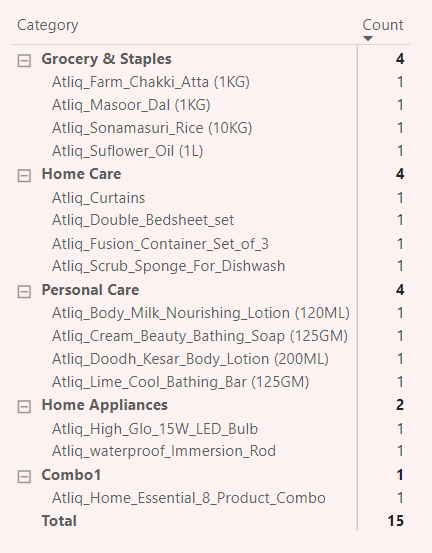 Category Count
Grocery & Staples 4
Atliq_Farm_Chakki_Atta (1KG) 1
Atliq_Masoor_Dal (1KG) 1
Atliq_Sonamasuri_Rice (10KG) 1
Atliq_Suflower_Oil (1L) 1
Home Care 4
Atliq_Curtains 1
Atliq_Double_Bedsheet_set 1
Atliq_Fusion_Container_Set_of_3 1
Atliq_Scrub_Sponge_For_Dishwash 1
Personal Care 4
Atliq_Body_Milk_Nourishing_Lotion (120ML) 1
Atliq_Cream_Beauty_Bathing_Soap (125GM) 1
Atliq_Doodh_Kesar_Body_Lotion (200ML) 1
Atliq_Lime_Cool_Bathing_Bar (125GM) 1
Home Appliances 2
Atliq_High_Glo_15W_LED_Bulb 1
Atliq_waterproof_Immersion_Rod 1
Combo1 1
Atliq_Home_Essential_8_Product_Combo 1
Total 15